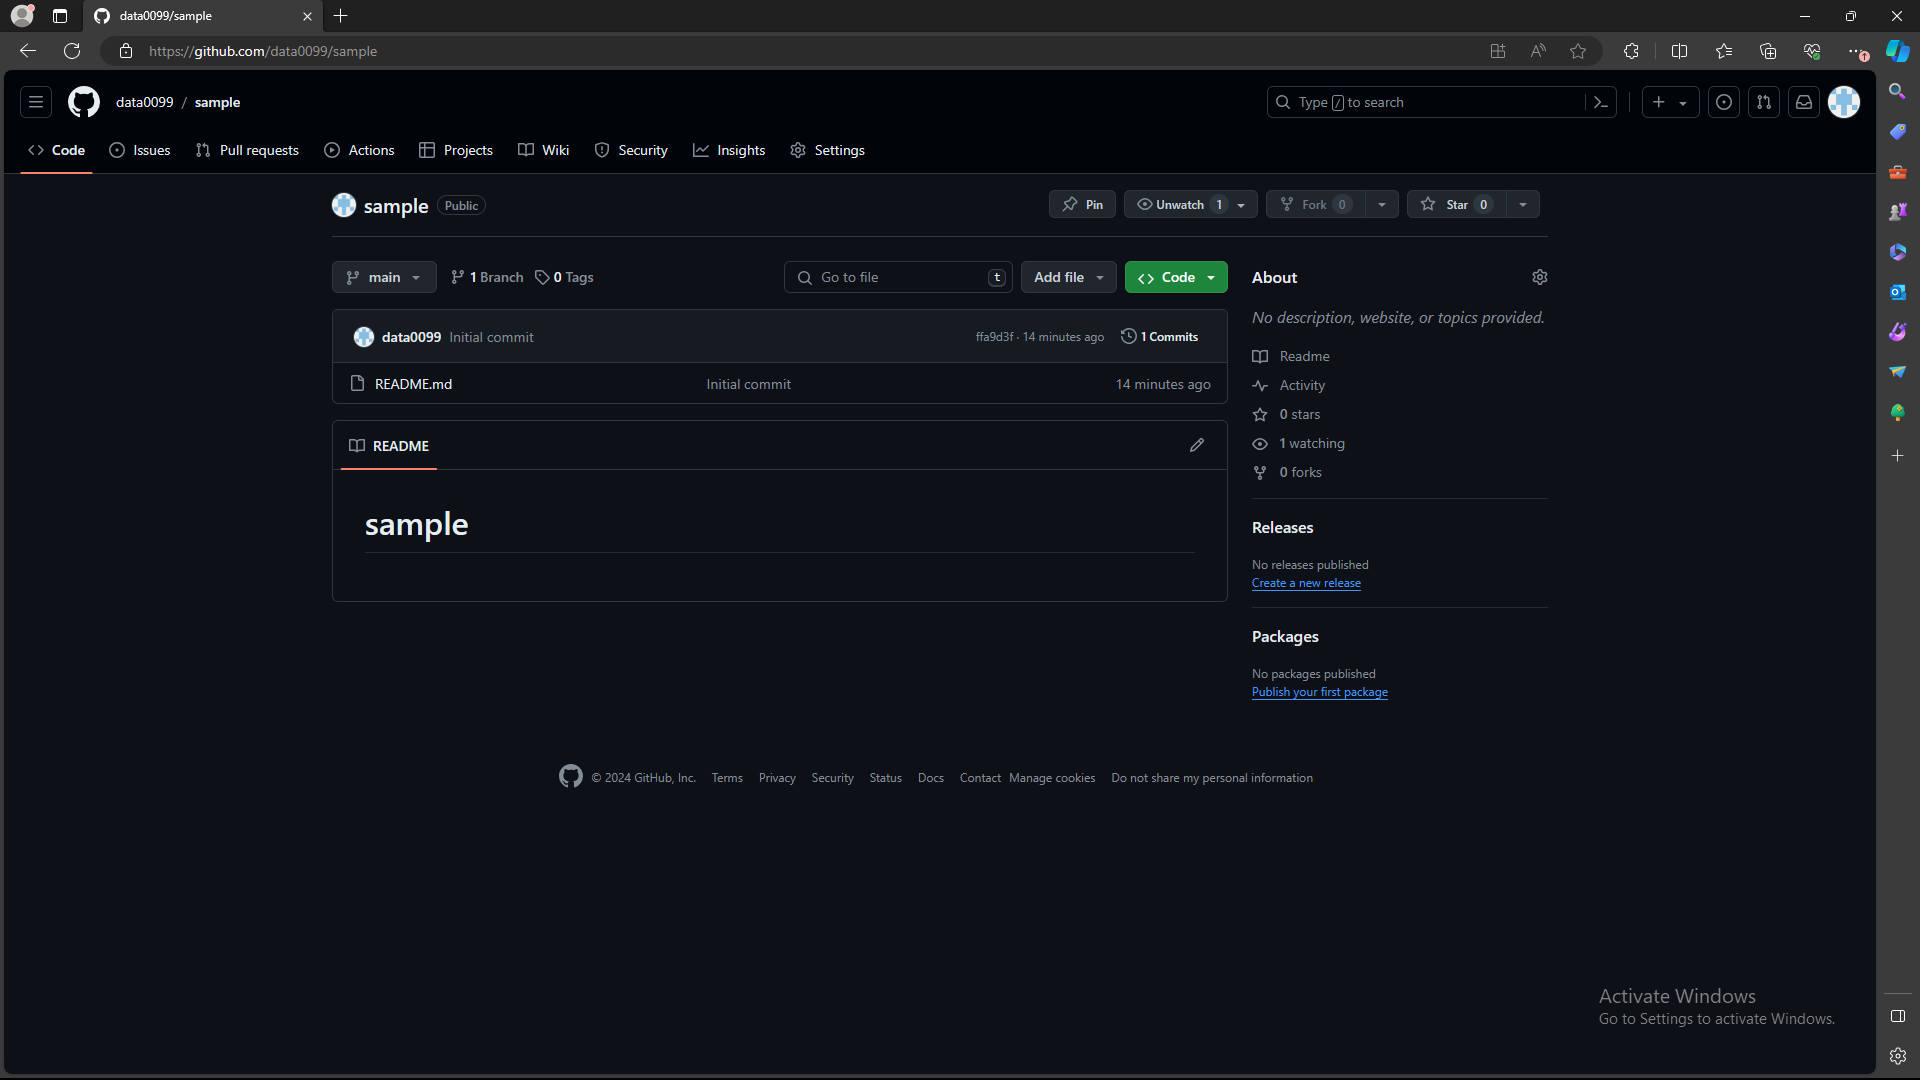 data0099/sample
https://github.com/data0099/sample
1
data0099 / sample
Type / to search
Code Issues Pull requests Actions Projects Wiki Security Insights Settings
sample Public
Pin Unwatch 1 Fork 0 Star 0
main 1 Branch 0 Tags
Go to file t Add file Code
data0099 Initial commit ffa9d3f · 14 minutes ago 1 Commits
README.md Initial commit 14 minutes ago
README
sample
About
No description, website, or topics provided.
Readme
Activity
0 stars
1 watching
0 forks
Releases
No releases published
Create a new release
Packages
No packages published
Publish your first package
© 2024 GitHub, Inc. Terms Privacy Security Status Docs Contact Manage cookies Do not share my personal information
Activate Windows
Go to Settings to activate Windows.